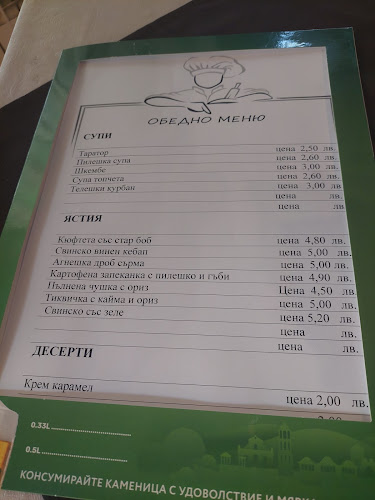 ОБЕДНО МЕНЮ
СУПИ
Таратор цена 2,50 лв.
Пилешка супа цена 2,60 лв.
Шкембе цена 3,00 лв.
Супа топчета цена 2,60 лв.
Телешки курбан цена 3,00 лв
цена лв.
цена лв
ЯСТИЯ
Кюфтета със стар боб цена 4,80 лв.
Свинско винен кебап цена 5,00 лв.
Агнешка дроб сърма цена 5,00 лв.
Картофена запеканка с пилешко и гъби цена 4,90 лв.
Пълнена чушка с ориз Цена 4,50 лв.
Тиквичка с кайма и ориз цена 5,00 лв.
Свинско със зеле цена 5,20 лв.
цена лв.
цена лв.
ДЕСЕРТИ
Крем карамел цена 2,00 лв.
0.33L
0.5L
КОНСУМИРАЙТЕ КАМЕНИЦА С УДОВОЛСТВИЕ И